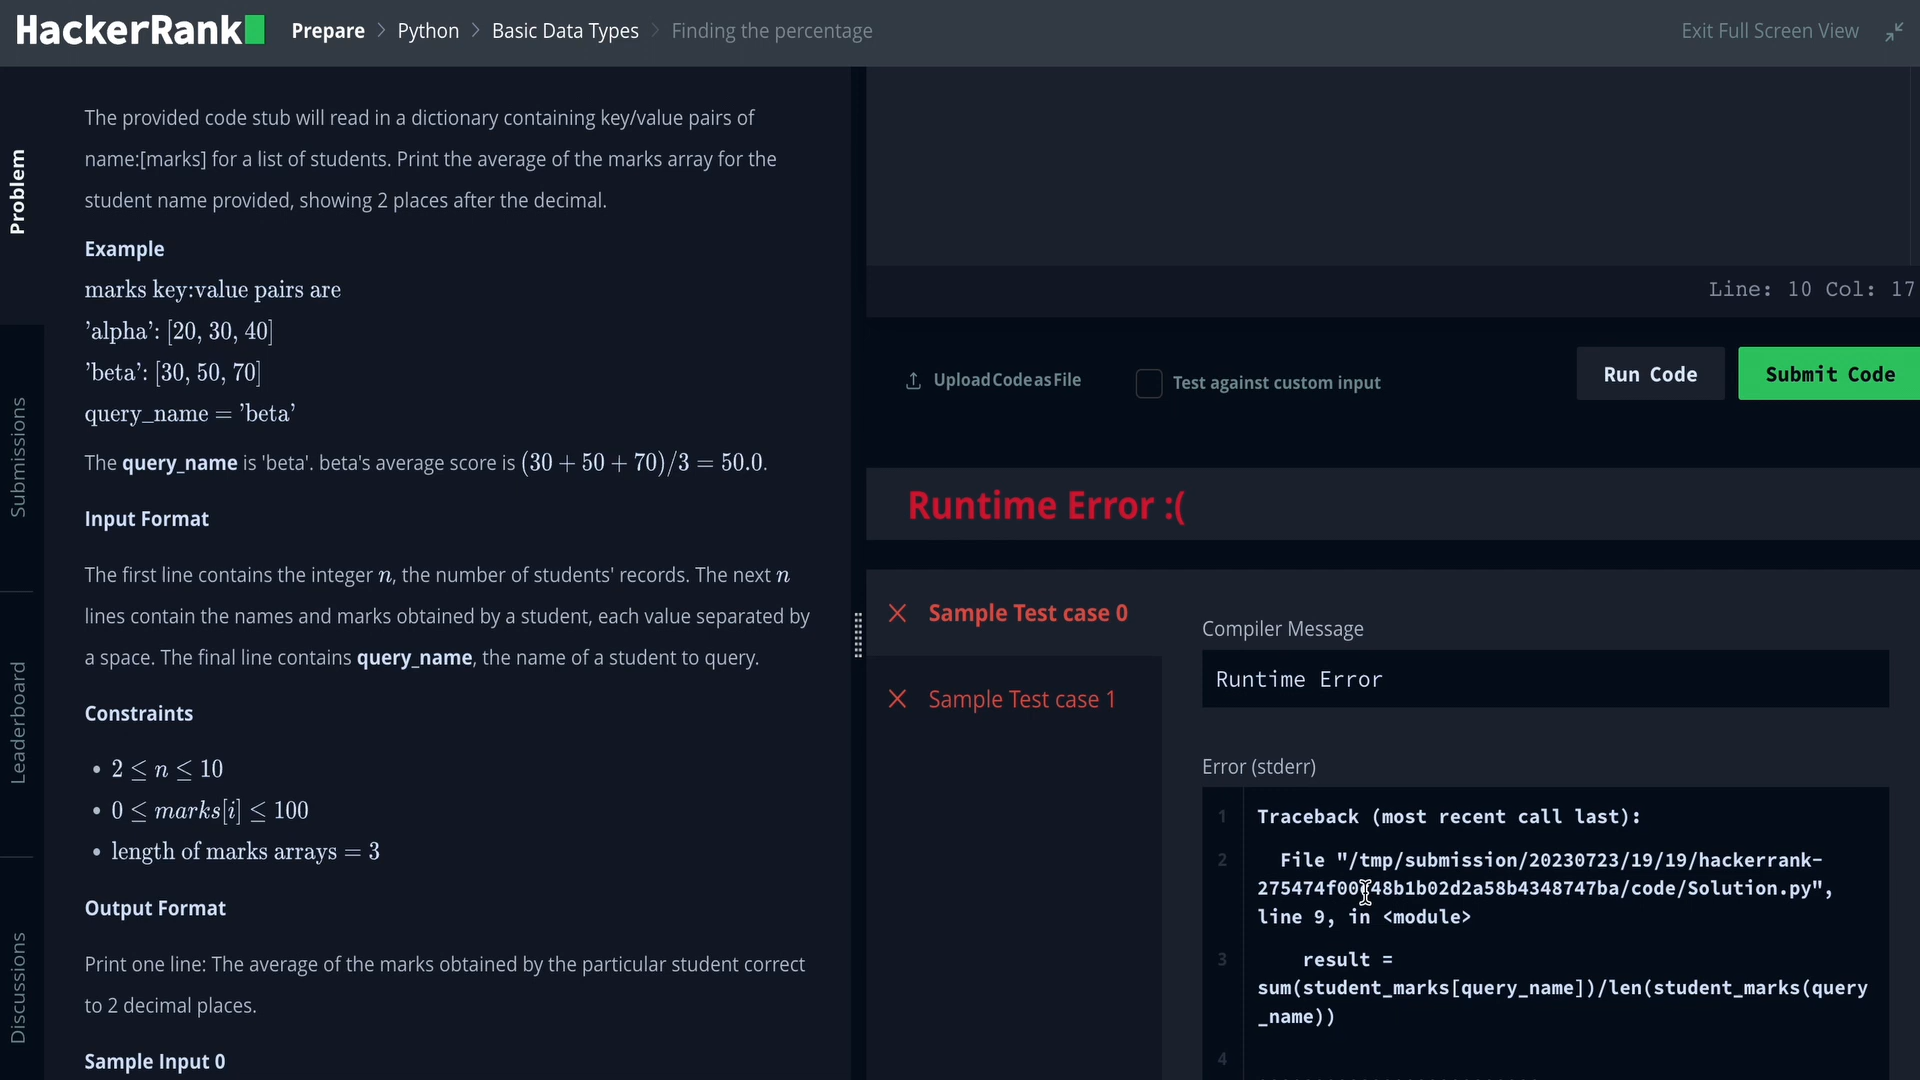 HackerRank
Prepare > Python > Basic Data Types > Finding the percentage
Exit Full Screen View
Problem
Submissions
Leaderboard
Discussions
The provided code stub will read in a dictionary containing key/value pairs of
name:[marks] for a list of students. Print the average of the marks array for the
student name provided, showing 2 places after the decimal.
Example
marks key:value pairs are
'alpha': [20, 30, 40]
'beta': [30, 50, 70]
query_name = 'beta'
The query_name is 'beta'. beta's average score is (30 + 50 + 70)/3 = 50.0.
Input Format
The first line contains the integer n, the number of students' records. The next n
lines contain the names and marks obtained by a student, each value separated by
a space. The final line contains query_name, the name of a student to query.
Constraints
• 2 ≤ n ≤ 10
• 0 ≤ marks[i] ≤ 100
• length of marks arrays = 3
Output Format
Print one line: The average of the marks obtained by the particular student correct
to 2 decimal places.
Sample Input 0
Line: 10 Col: 17
Upload Code as File
Test against custom input
Run Code
Submit Code
Runtime Error :(
Sample Test case 0
Sample Test case 1
Compiler Message
Runtime Error
Error (stderr)
1 Traceback (most recent call last):
2 File "/tmp/submission/20230723/19/19/hackerrank-
line 9, in <module>
3 result =
sum(student_marks[query_name])/len(student_marks(query
_name))
4